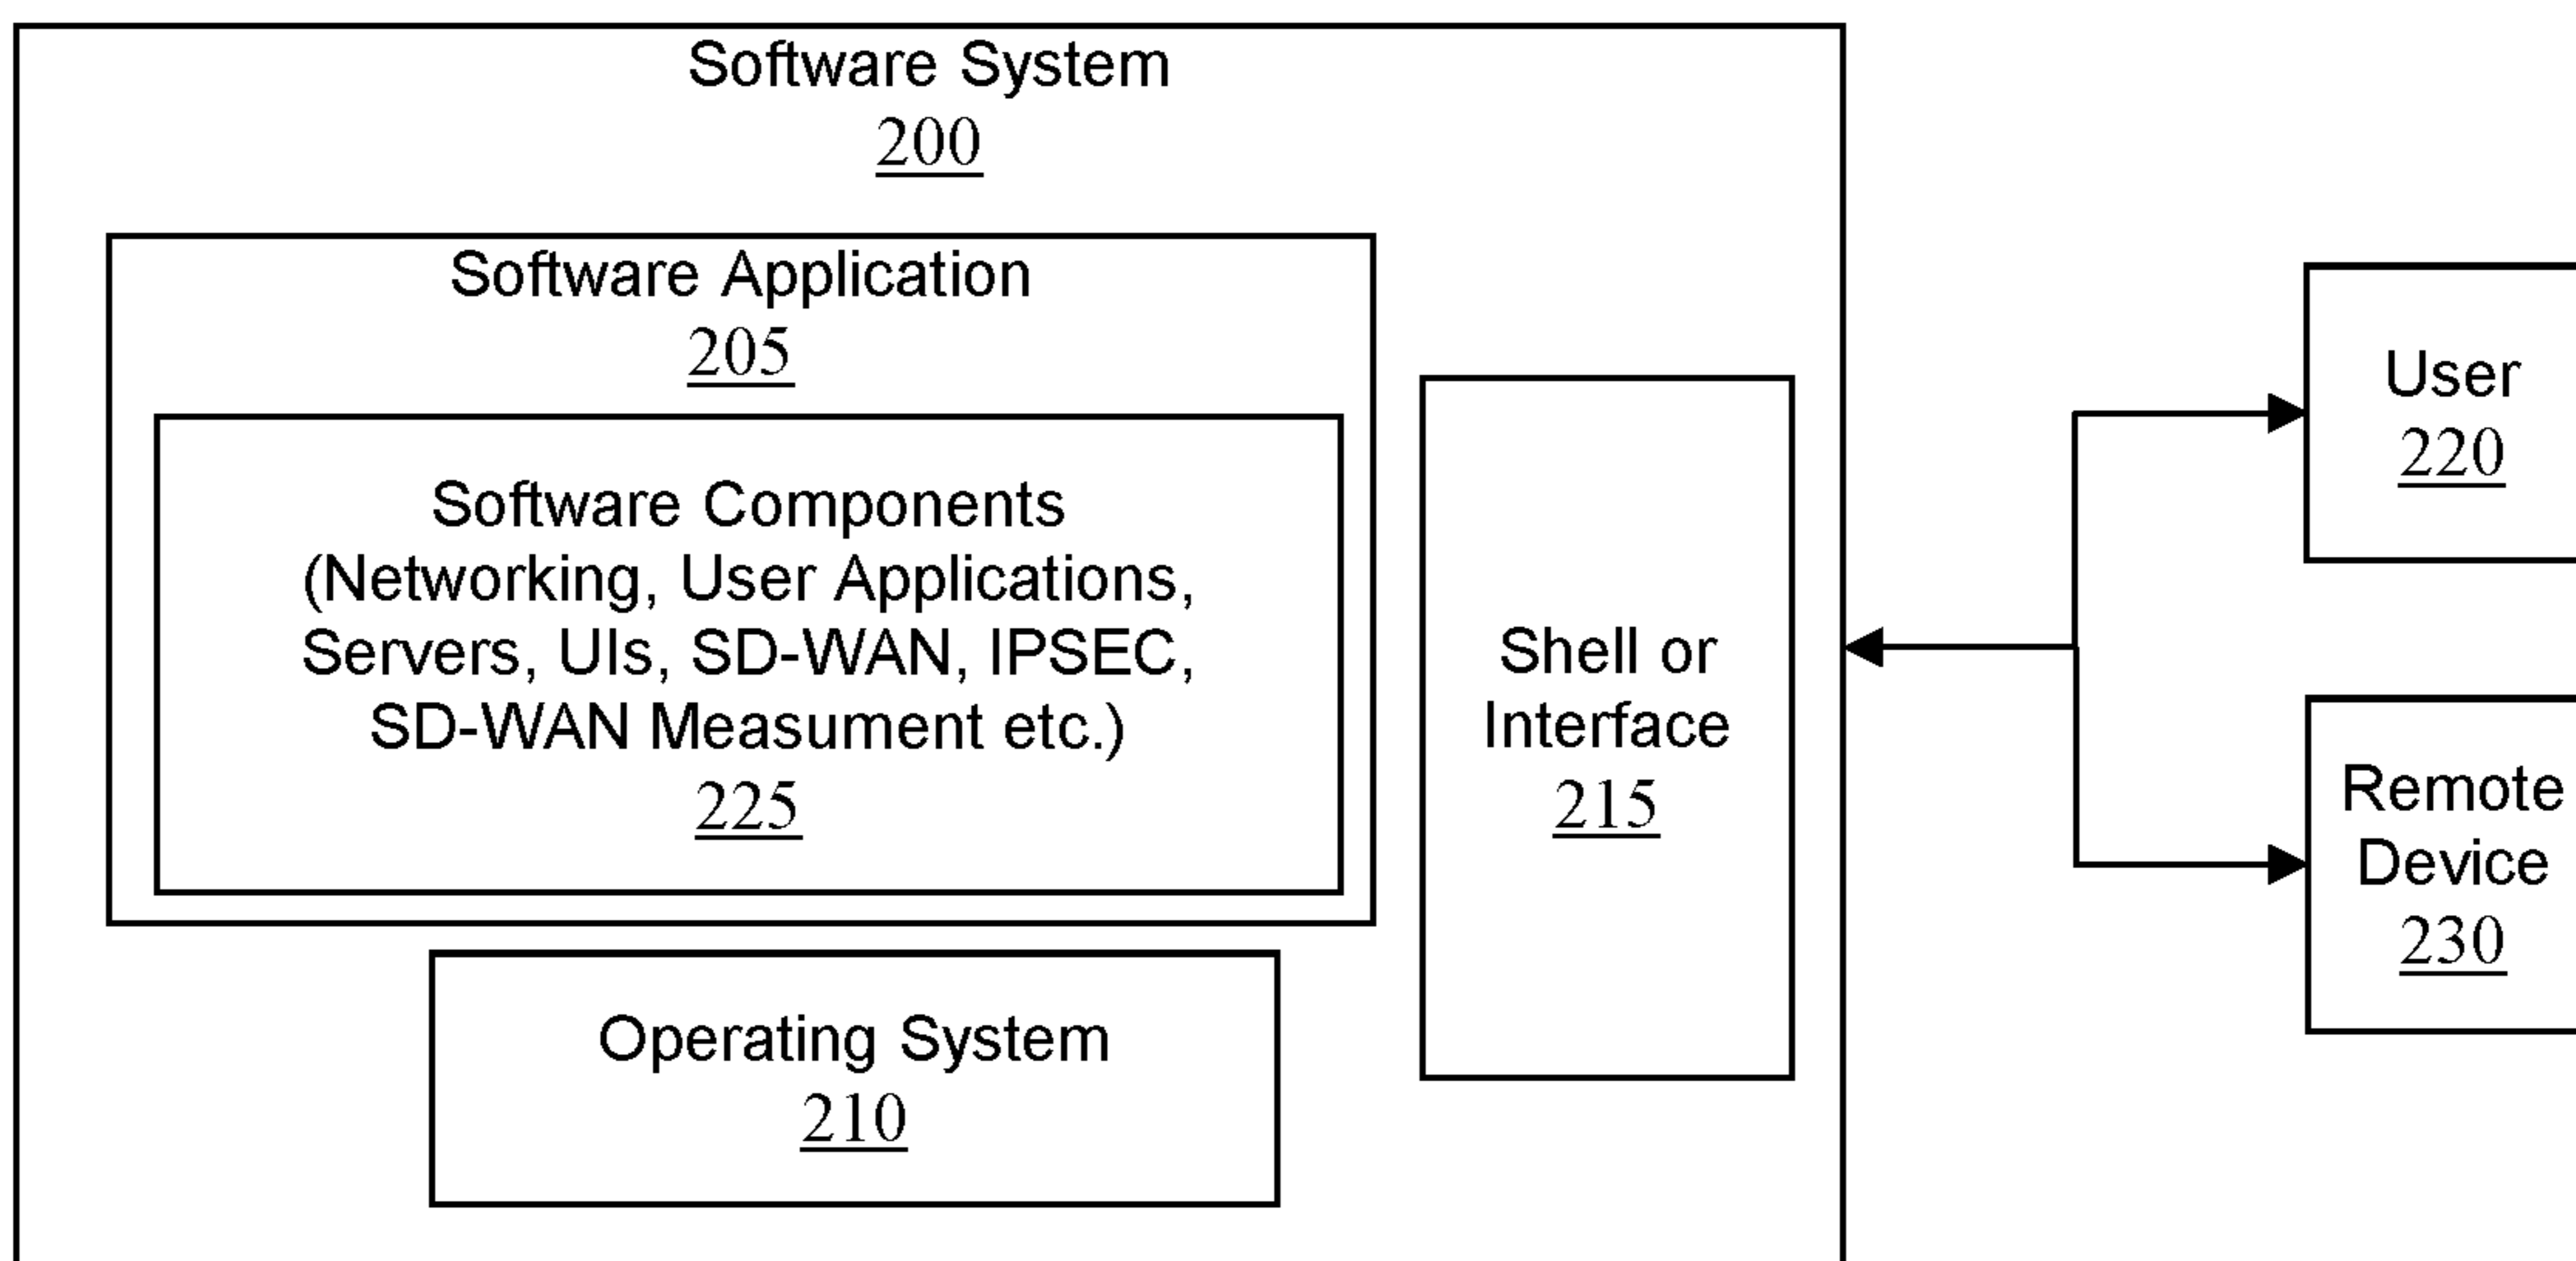 Software System
200
Software Application
205
Software Components
(Networking, User Applications,
Servers, UIs, SD-WAN, IPSEC,
SD-WAN Measument etc.)
225
Operating System
210
Shell or
Interface
215
User
220
Remote
Device
230